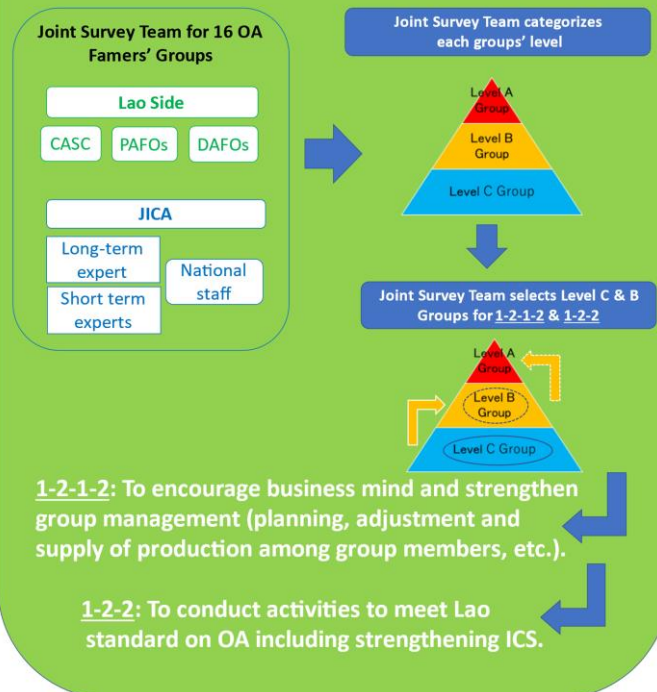 Joint Survey Team for 16 OA
Famers' Groups
Lao Side
CASC
PAFOs
DAFOs
JICA
Long-term
expert
National
staff
Short term
experts
Joint Survey Team categorizes
each groups' level
Level A
Group
Level B
Group
Level C Group
Joint Survey Team selects Level C & B
Groups for 1-2-1-2 & 1-2-2
Level A
Group
Level B
Group
Level C Group
1-2-1-2: To encourage business mind and strengthen
group management (planning, adjustment and
supply of production among group members, etc.).
1-2-2: To conduct activities to meet Lao
standard on OA including strengthening ICS.